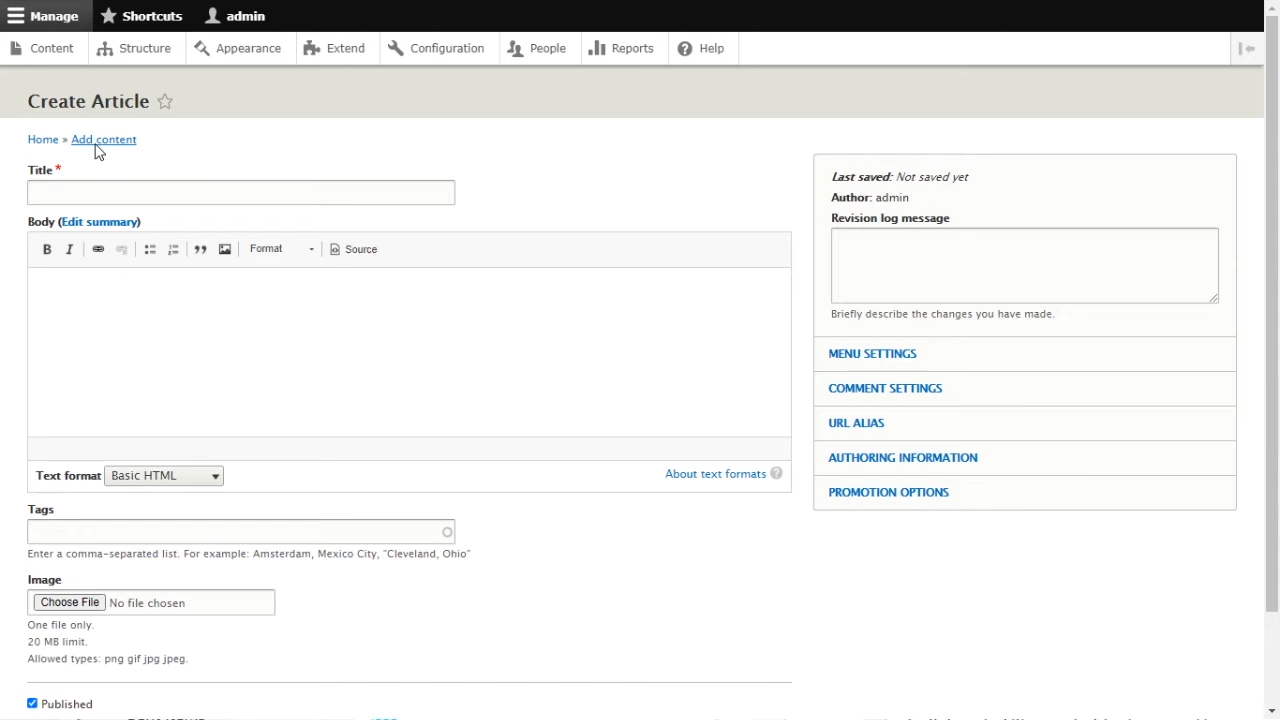 Manage Shortcuts admin
Content Structure Appearance Extend Configuration People Reports Help
Create Article
Home » Add content
Title *
Body (Edit summary)
B I Format Source
Text format Basic HTML About text formats ?
Tags
Enter a comma-separated list. For example: Amsterdam, Mexico City, "Cleveland, Ohio"
Image
Choose File No file chosen
One file only.
20 MB limit.
Allowed types: png gif jpg jpeg.
Published
Last saved: Not saved yet
Author: admin
Revision log message
Briefly describe the changes you have made.
MENU SETTINGS
COMMENT SETTINGS
URL ALIAS
AUTHORING INFORMATION
PROMOTION OPTIONS